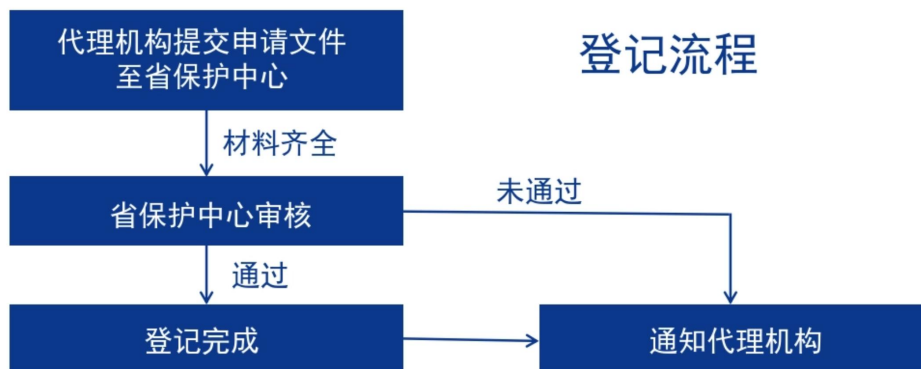 代理机构提交申请文件
至省保护中心
登记流程
材料齐全
省保护中心审核
未通过
通过
登记完成
通知代理机构